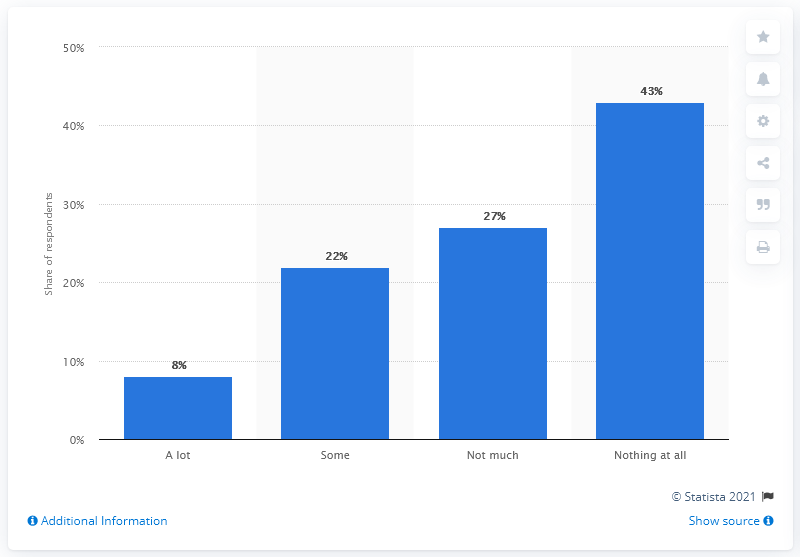 50%
40%
30%
20%
10%
0%
Share of respondents
8%
22%
27%
43%
A lot
Some
Not much
Nothing at all
© Statista 2021
Additional Information
Show source